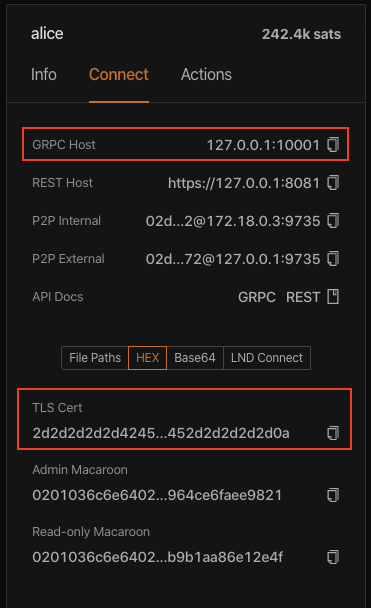 alice 242.4k sats
Info Connect Actions
GRPC Host 127.0.0.1:10001
REST Host https://127.0.0.1:8081
P2P Internal 02d...2@172.18.0.3:9735
P2P External 02d...72@127.0.0.1:9735
API Docs GRPC REST
File Paths HEX Base64 LND Connect
TLS Cert
2d2d2d2d2d4245...452d2d2d2d2d0a
Admin Macaroon
0201036c6e6402...964ce6faee9821
Read-only Macaroon
0201036c6e6402...b9b1aa86e12e4f